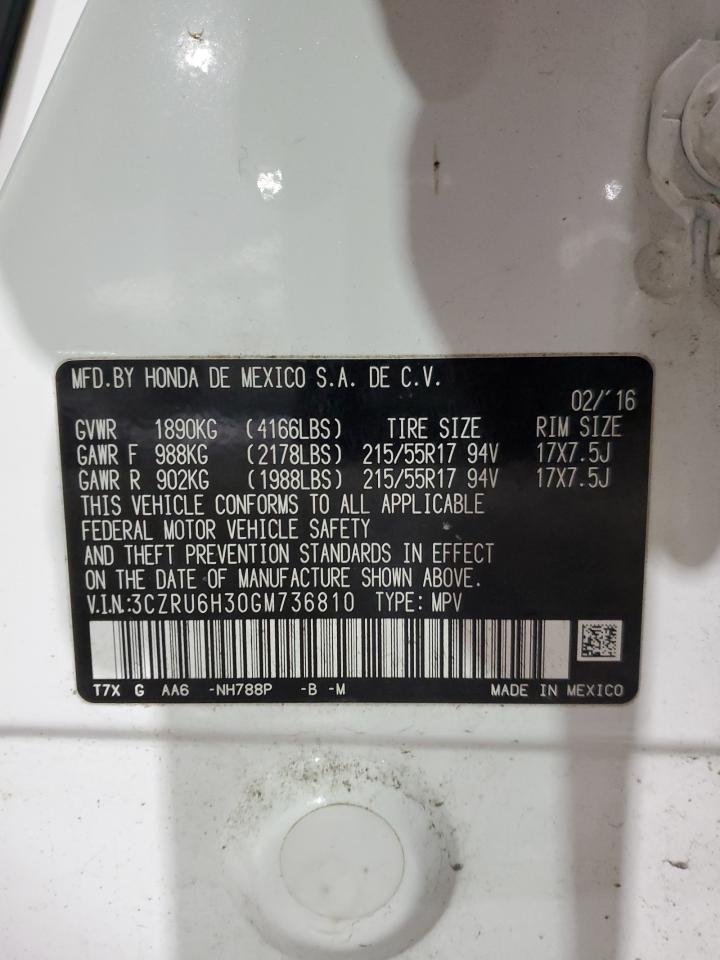 MFD.BY HONDA DE MEXICO S.A. DE C.V.
02/'16
GVWR 1890KG (4166LBS) TIRE SIZE RIM SIZE
GAWR F 988KG (2178LBS) 215/55R17 94V 17X7.5J
GAWR R 902KG (1988LBS) 215/55R17 94V 17X7.5J
THIS VEHICLE CONFORMS TO ALL APPLICABLE
FEDERAL MOTOR VEHICLE SAFETY
AND THEFT PREVENTION STANDARDS IN EFFECT
ON THE DATE OF MANUFACTURE SHOWN ABOVE.
V.I.N.:3CZRU6H30GM736810 TYPE: MPV
T7X G AA6 -NH788P -B -M MADE IN MEXICO